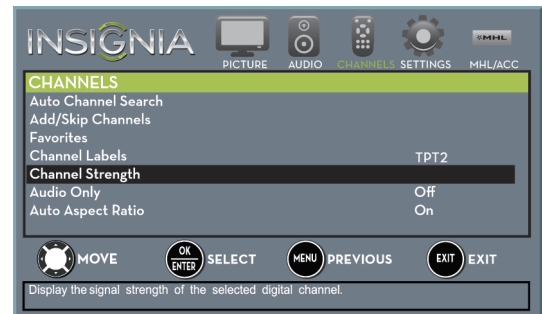 INSIGNIA
PICTURE AUDIO CHANNELS SETTINGS MHL MHL/ACC
CHANNELS
Auto Channel Search
Add/Skip Channels
Favorites
Channel Labels TPT2
Channel Strength
Audio Only Off
Auto Aspect Ratio On
MOVE OK ENTER SELECT MENU PREVIOUS EXIT EXIT
Display the signal strength of the selected digital channel.